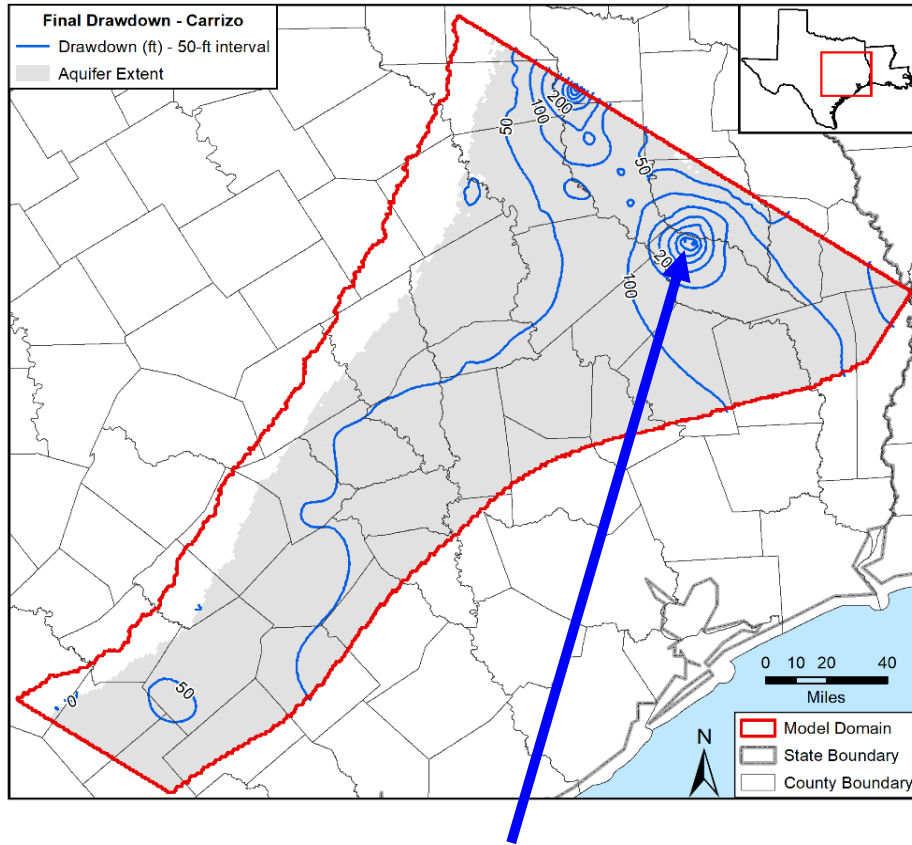 Final Drawdown - Carrizo
Drawdown (ft) - 50-ft interval
Aquifer Extent
200
100
50
50
200
100
50
0
0 10 20 40
Miles
N
Model Domain
State Boundary
County Boundary